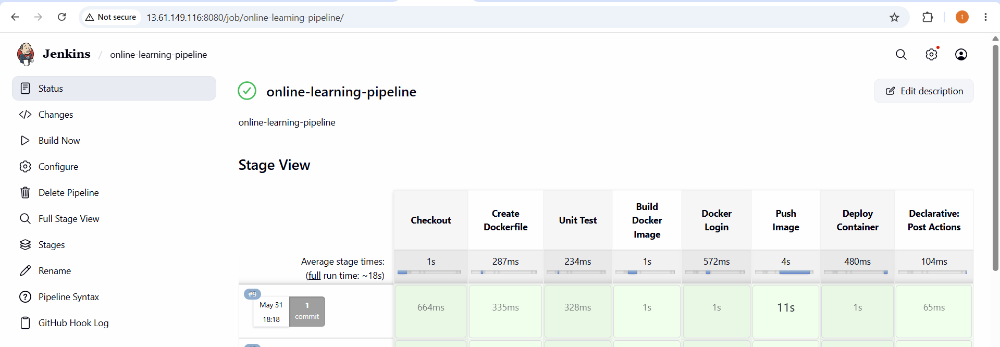 Not secure
13.61.149.116:8080/job/online-learning-pipeline/
t
Jenkins / online-learning-pipeline
Status
Changes
Build Now
Configure
Delete Pipeline
Full Stage View
Stages
Rename
Pipeline Syntax
GitHub Hook Log
online-learning-pipeline
Edit description
online-learning-pipeline
Stage View
Checkout
Create
Dockerfile
Unit Test
Build
Docker
Image
Docker
Login
Push
Image
Deploy
Container
Declarative:
Post Actions
Average stage times:
(full run time: ~18s)
1s
287ms
234ms
1s
572ms
4s
480ms
104ms
#9
May 31
18:18
1
commit
664ms
335ms
328ms
1s
1s
11s
1s
65ms